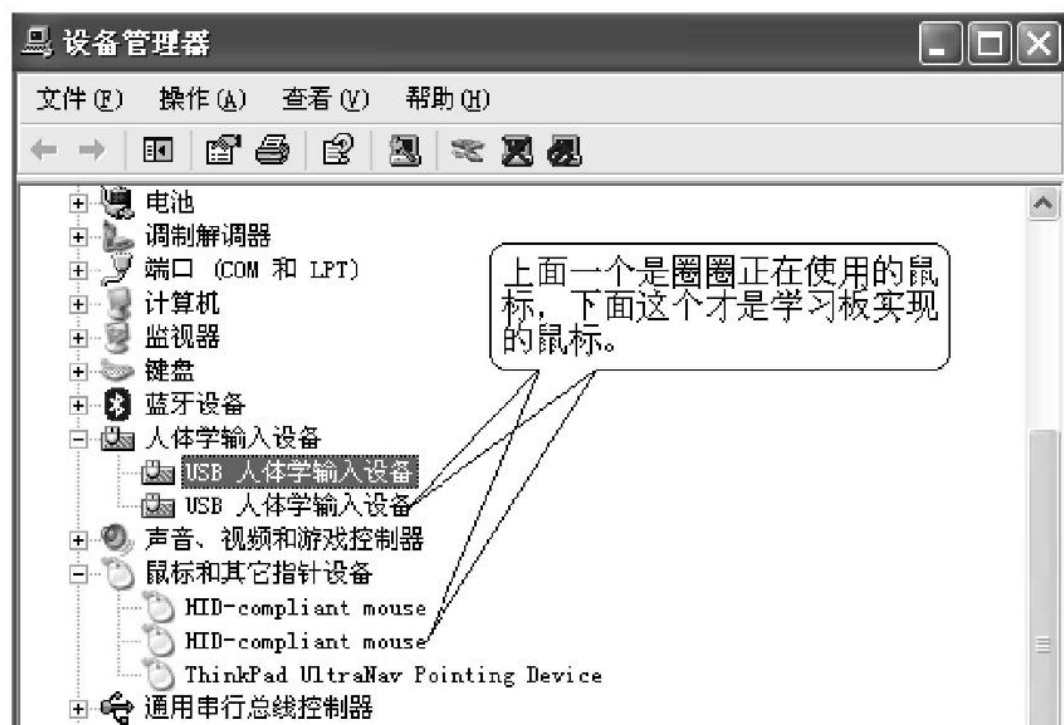 设备管理器
文件(F) 操作(A) 查看(V) 帮助(H)
电池
调制解调器
端口 (COM 和 LPT)
计算机
监视器
键盘
蓝牙设备
人体学输入设备
USB 人体学输入设备
USB 人体学输入设备
声音、视频和游戏控制器
鼠标和其它指针设备
HID-compliant mouse
HID-compliant mouse
ThinkPad UltraNav Pointing Device
通用串行总线控制器
上面一个是圈圈正在使用的鼠
标，下面这个才是学习板实现
的鼠标。